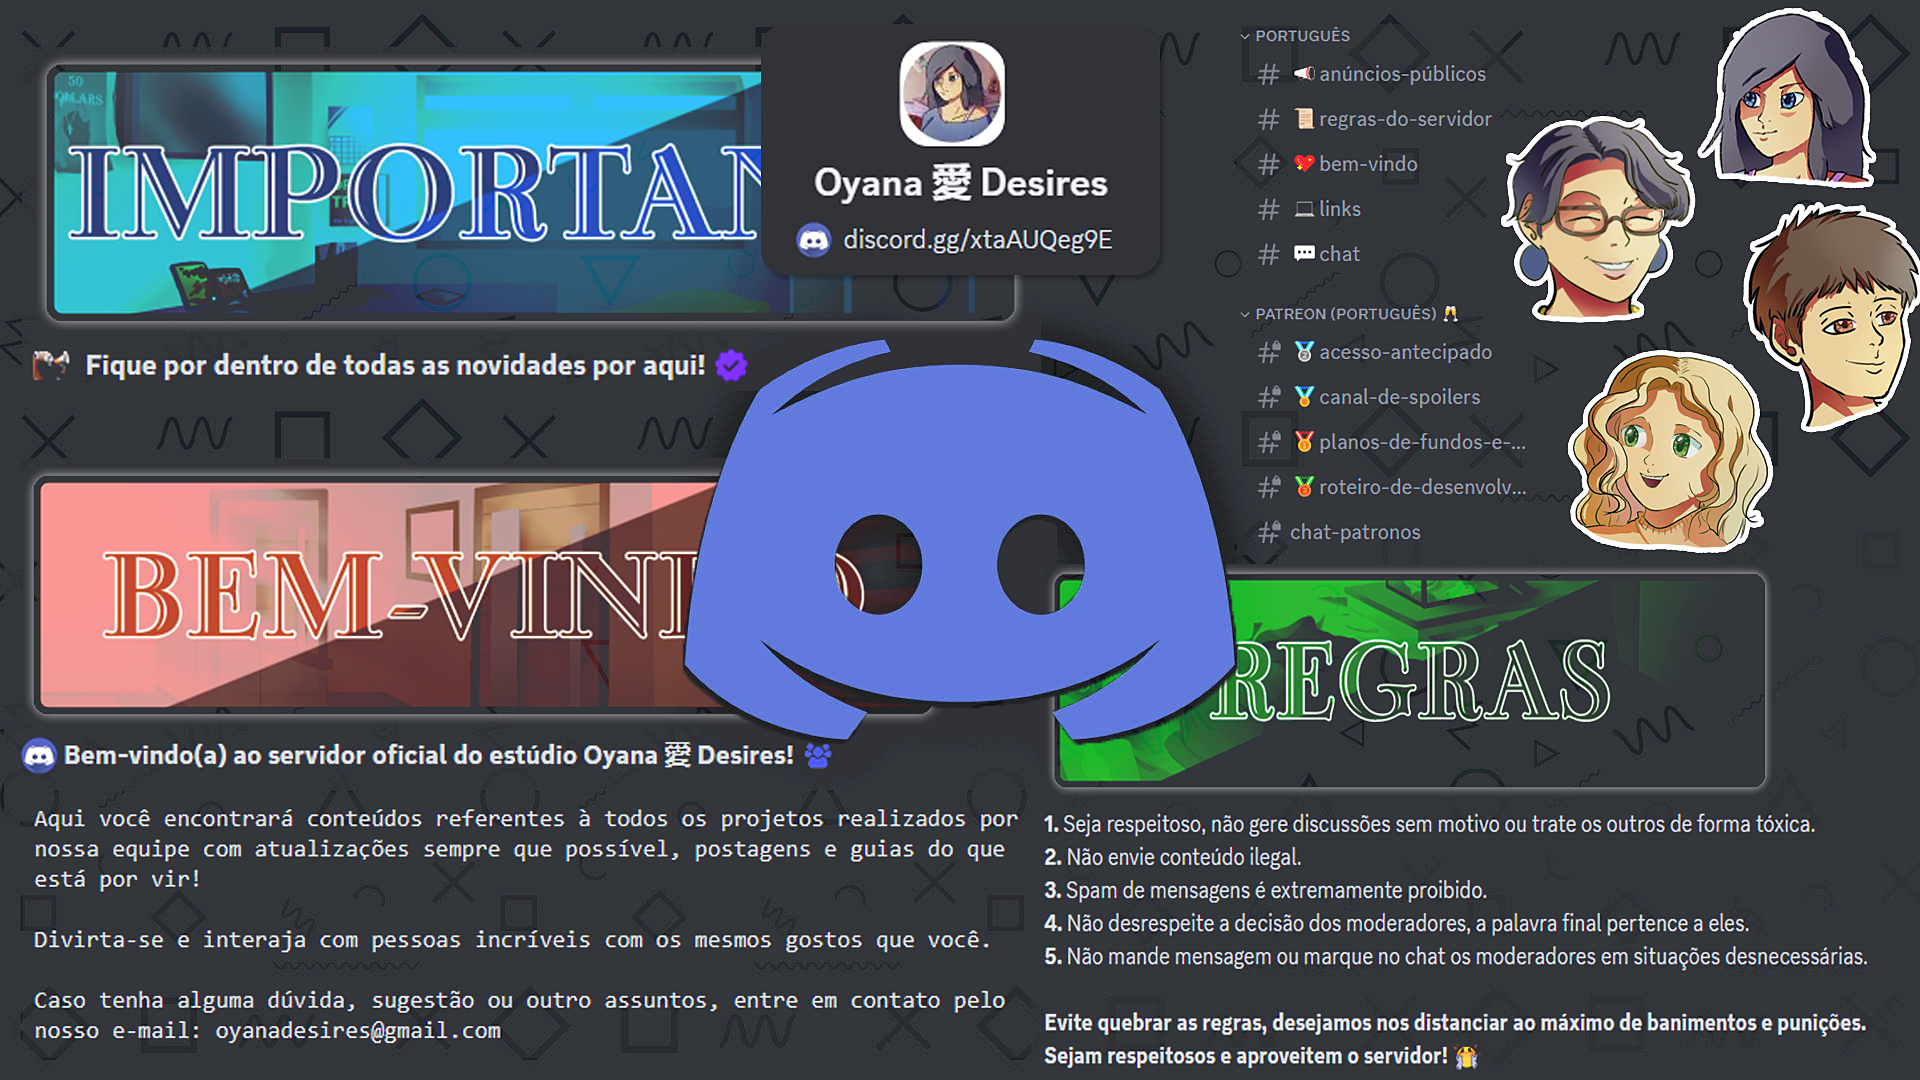 50
IMPORTAN
Fique por dentro de todas as novidades por aqui!
Oyana 愛 Desires
discord.gg/xtaAUQeg9E
PORTUGUÊS
anúncios-públicos
regras-do-servidor
bem-vindo
links
chat
PATREON (PORTUGUÊS)
acesso-antecipado
canal-de-spoilers
planos-de-fundos-e-...
roteiro-de-desenvolv...
chat-patronos
BEM-VIN
Bem-vindo(a) ao servidor oficial do estúdio Oyana 愛 Desires!
Aqui você encontrará conteúdos referentes à todos os projetos realizados por
nossa equipe com atualizações sempre que possível, postagens e guias do que
está por vir!
Divirta-se e interaja com pessoas incríveis com os mesmos gostos que você.
Caso tenha alguma dúvida, sugestão ou outro assuntos, entre em contato pelo
nosso e-mail: oyanadesires@gmail.com
REGRAS
1. Seja respeitoso, não gere discussões sem motivo ou trate os outros de forma tóxica.
2. Não envie conteúdo ilegal.
3. Spam de mensagens é extremamente proibido.
4. Não desrespeite a decisão dos moderadores, a palavra final pertence a eles.
5. Não mande mensagem ou marque no chat os moderadores em situações desnecessárias.
Evite quebrar as regras, desejamos nos distanciar ao máximo de banimentos e punições.
Sejam respeitosos e aproveitem o servidor!